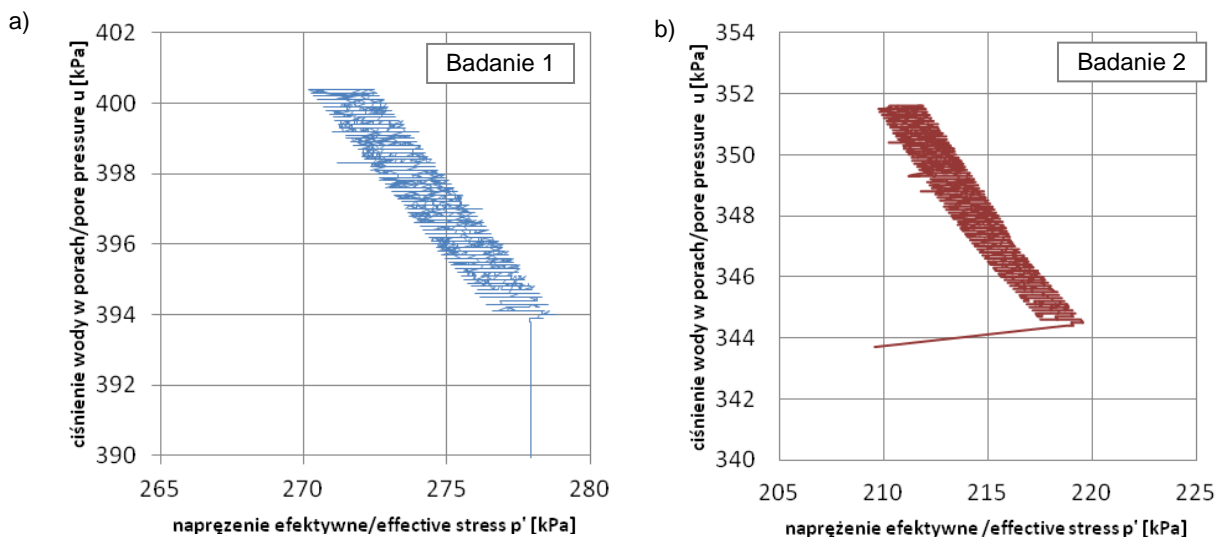 a)
Badanie 1
ciśnienie wody w porach/pore pressure u [kPa]
402
400
398
396
394
392
390
265 270 275 280
napręzenie efektywne/effective stress p' [kPa]
b)
Badanie 2
ciśnienie wody w porach/pore pressure u [kPa]
354
352
350
348
346
344
342
340
205 210 215 220 225
naprężenie efektywne /effective stress p' [kPa]